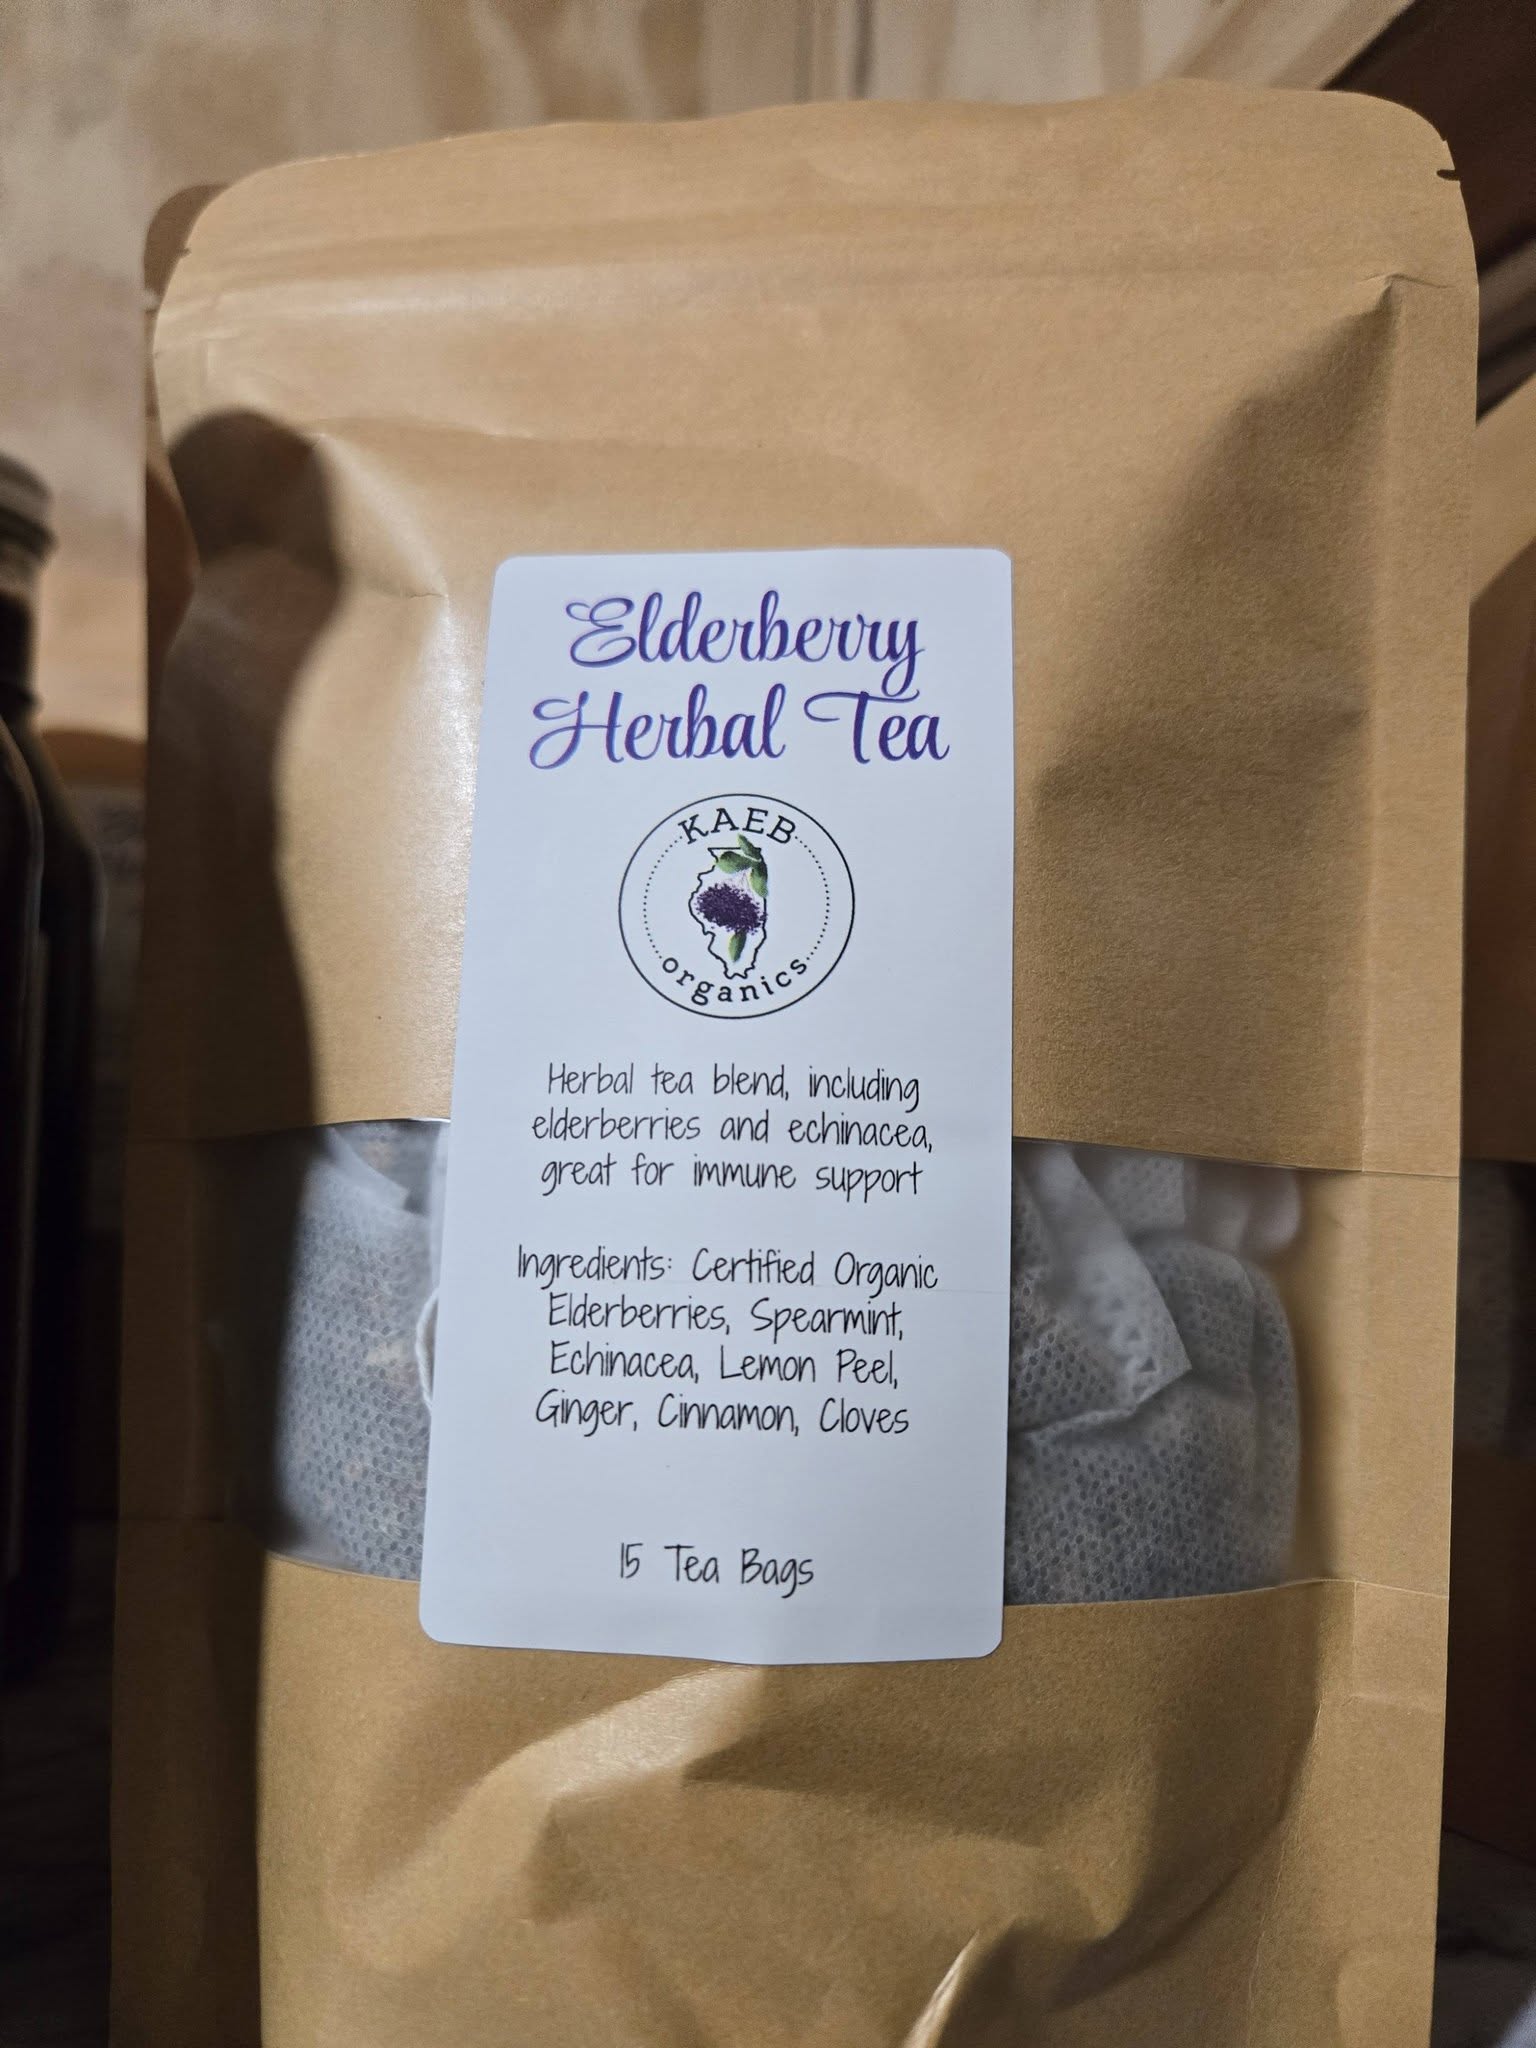 Elderberry
Herbal Tea
KAEB
organics
Herbal tea blend, including
elderberries and echinacea,
great for immune support
Ingredients: Certified Organic
Elderberries, Spearmint,
Echinacea, Lemon Peel,
Ginger, Cinnamon, Cloves
15 Tea Bags